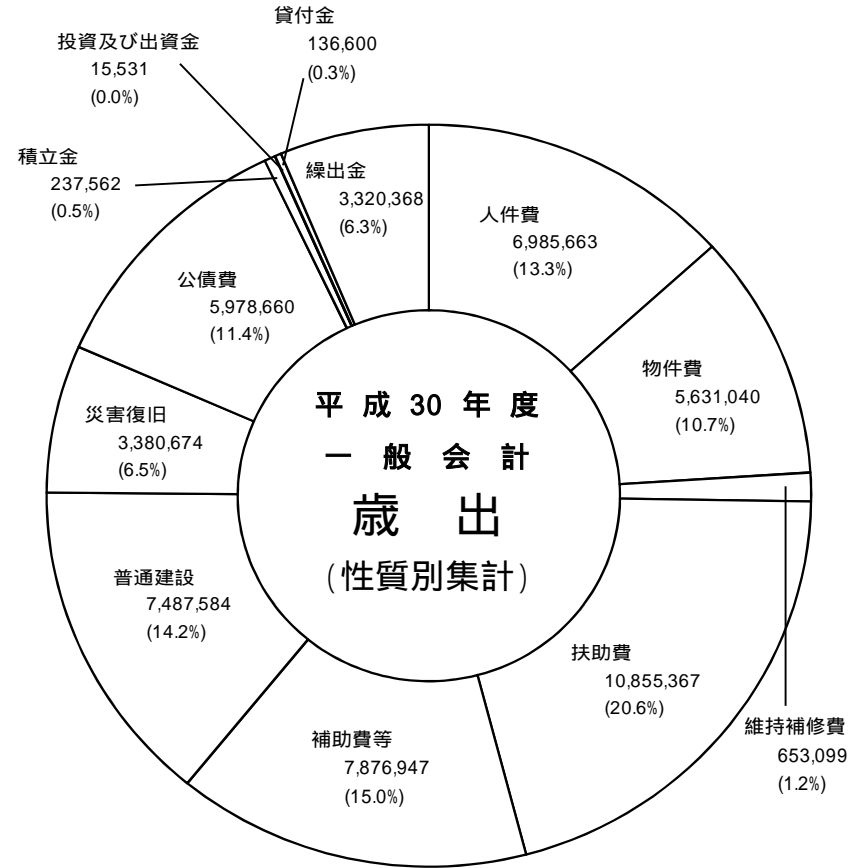 貸付金
136,600
(0.3%)
投資及び出資金
15,531
(0.0%)
積立金
237,562
(0.5%)
繰出金
3,320,368
(6.3%)
人件費
6,985,663
(13.3%)
公債費
5,978,660
(11.4%)
物件費
5,631,040
(10.7%)
災害復旧
3,380,674
(6.5%)
平成30年度
一般会計
歳出
(性質別集計)
普通建設
7,487,584
(14.2%)
扶助費
10,855,367
(20.6%)
維持補修費
653,099
(1.2%)
補助費等
7,876,947
(15.0%)